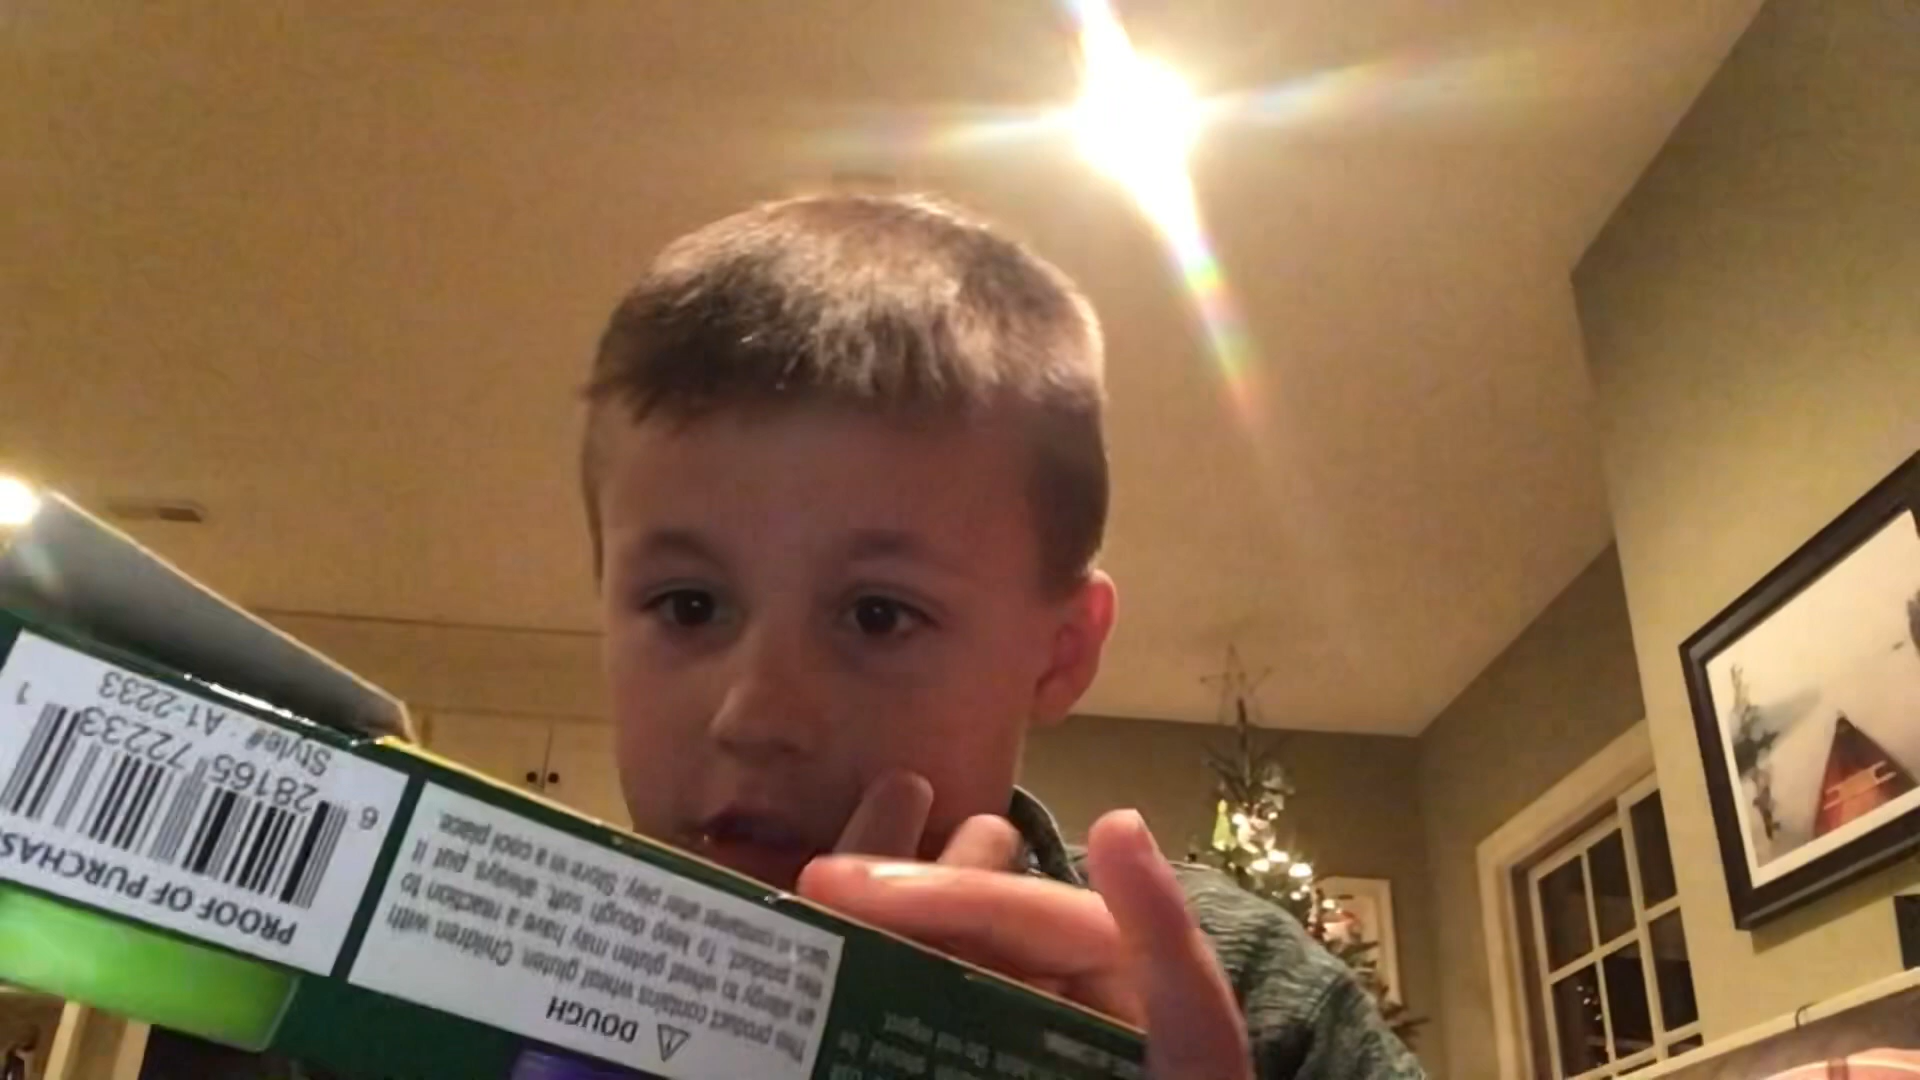 PROOF OF PURCHAS
6 28165 72233 1
Style# : A1-2233
DOUGH
This product contains wheat gluten. Children with
an allergy to wheat gluten may have a reaction to
this product. To keep dough soft, always put it
back in container after play. Store in a cool place.